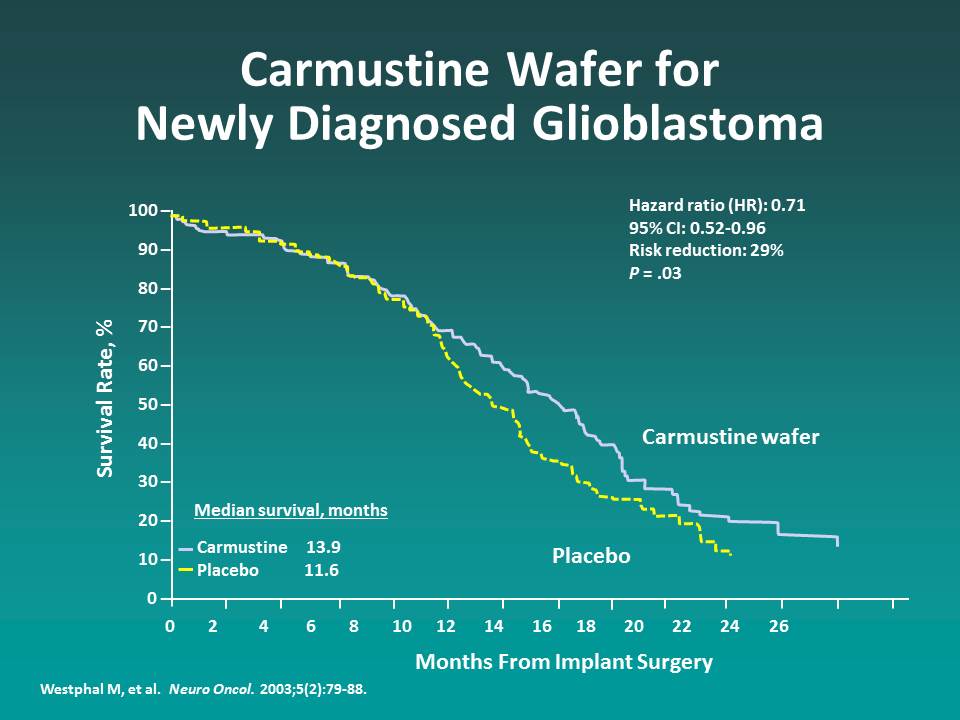 Carmustine Wafer for
Newly Diagnosed Glioblastoma
Hazard ratio (HR): 0.71
95% CI: 0.52-0.96
Risk reduction: 29%
P = .03
Survival Rate, %
100
90
80
70
60
50
40
30
20
10
0
Carmustine wafer
Placebo
Median survival, months
Carmustine 13.9
Placebo 11.6
0 2 4 6 8 10 12 14 16 18 20 22 24 26
Months From Implant Surgery
Westphal M, et al. Neuro Oncol. 2003;5(2):79-88.